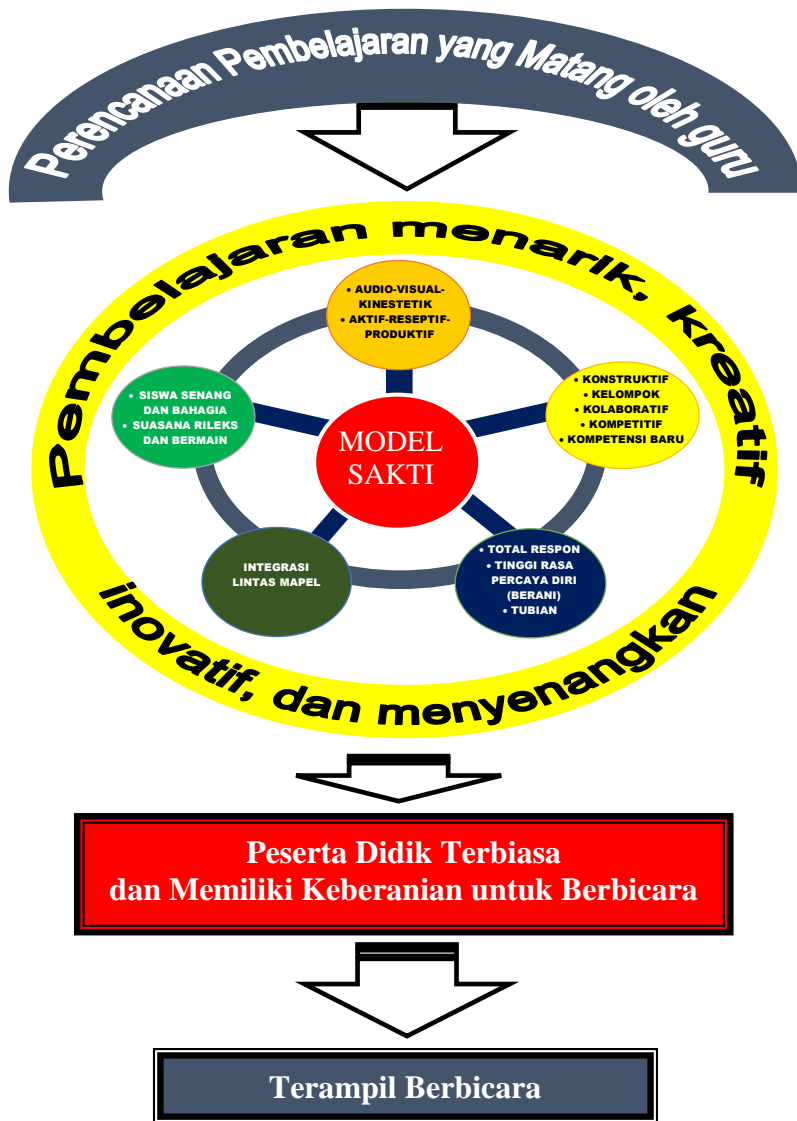 Perencanaan Pembelajaran yang Matang oleh guru
Pembelajaran menarik, kreatif
• AUDIO-VISUAL-
KINESTETIK
• AKTIF-RESEPTIF-
PRODUKTIF
• SISWA SENANG
DAN BAHAGIA
• SUASANA RILEKS
DAN BERMAIN
• KONSTRUKTIF
• KELOMPOK
• KOLABORATIF
• KOMPETITIF
• KOMPETENSI BARU
MODEL
SAKTI
INTEGRASI
LINTAS MAPEL
• TOTAL RESPON
• TINGGI RASA
PERCAYA DIRI
(BERANI)
• TUBIAN
inovatif, dan menyenangkan
Peserta Didik Terbiasa
dan Memiliki Keberanian untuk Berbicara
Terampil Berbicara